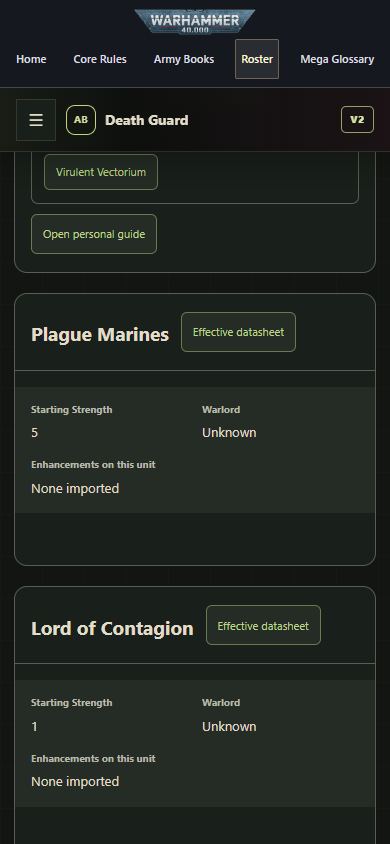 WARHAMMER
40,000
Home Core Rules Army Books Roster Mega Glossary
☰ AB Death Guard V2
Virulent Vectorium
Open personal guide
Plague Marines Effective datasheet
Starting Strength Warlord
5 Unknown
Enhancements on this unit
None imported
Lord of Contagion Effective datasheet
Starting Strength Warlord
1 Unknown
Enhancements on this unit
None imported